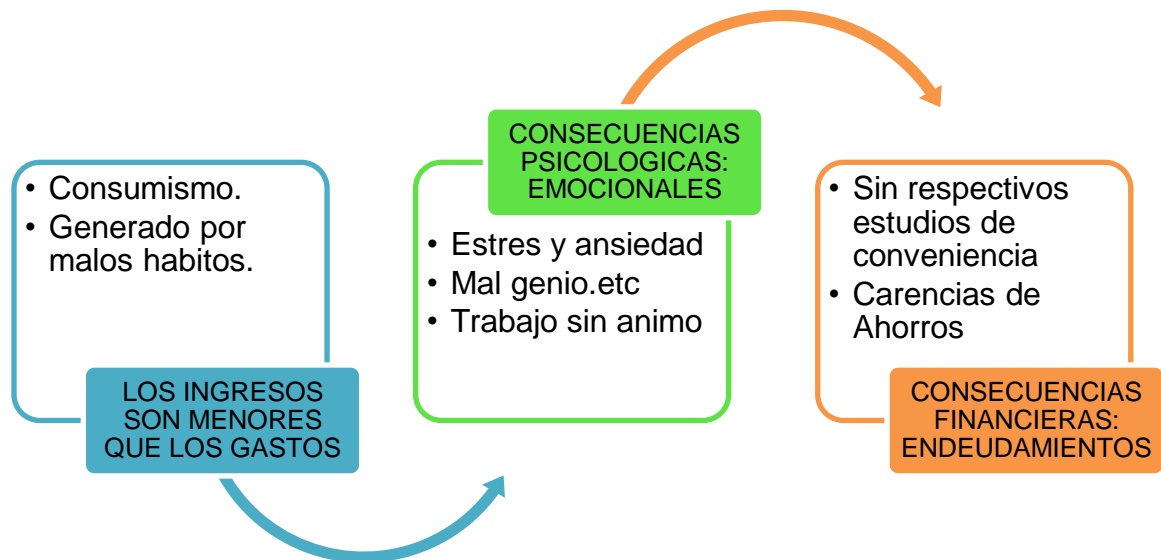 • Consumismo.
• Generado por
malos habitos.
LOS INGRESOS
SON MENORES
QUE LOS GASTOS
CONSECUENCIAS
PSICOLOGICAS:
EMOCIONALES
• Estres y ansiedad
• Mal genio.etc
• Trabajo sin animo
• Sin respectivos
estudios de
conveniencia
• Carencias de
Ahorros
CONSECUENCIAS
FINANCIERAS:
ENDEUDAMIENTOS